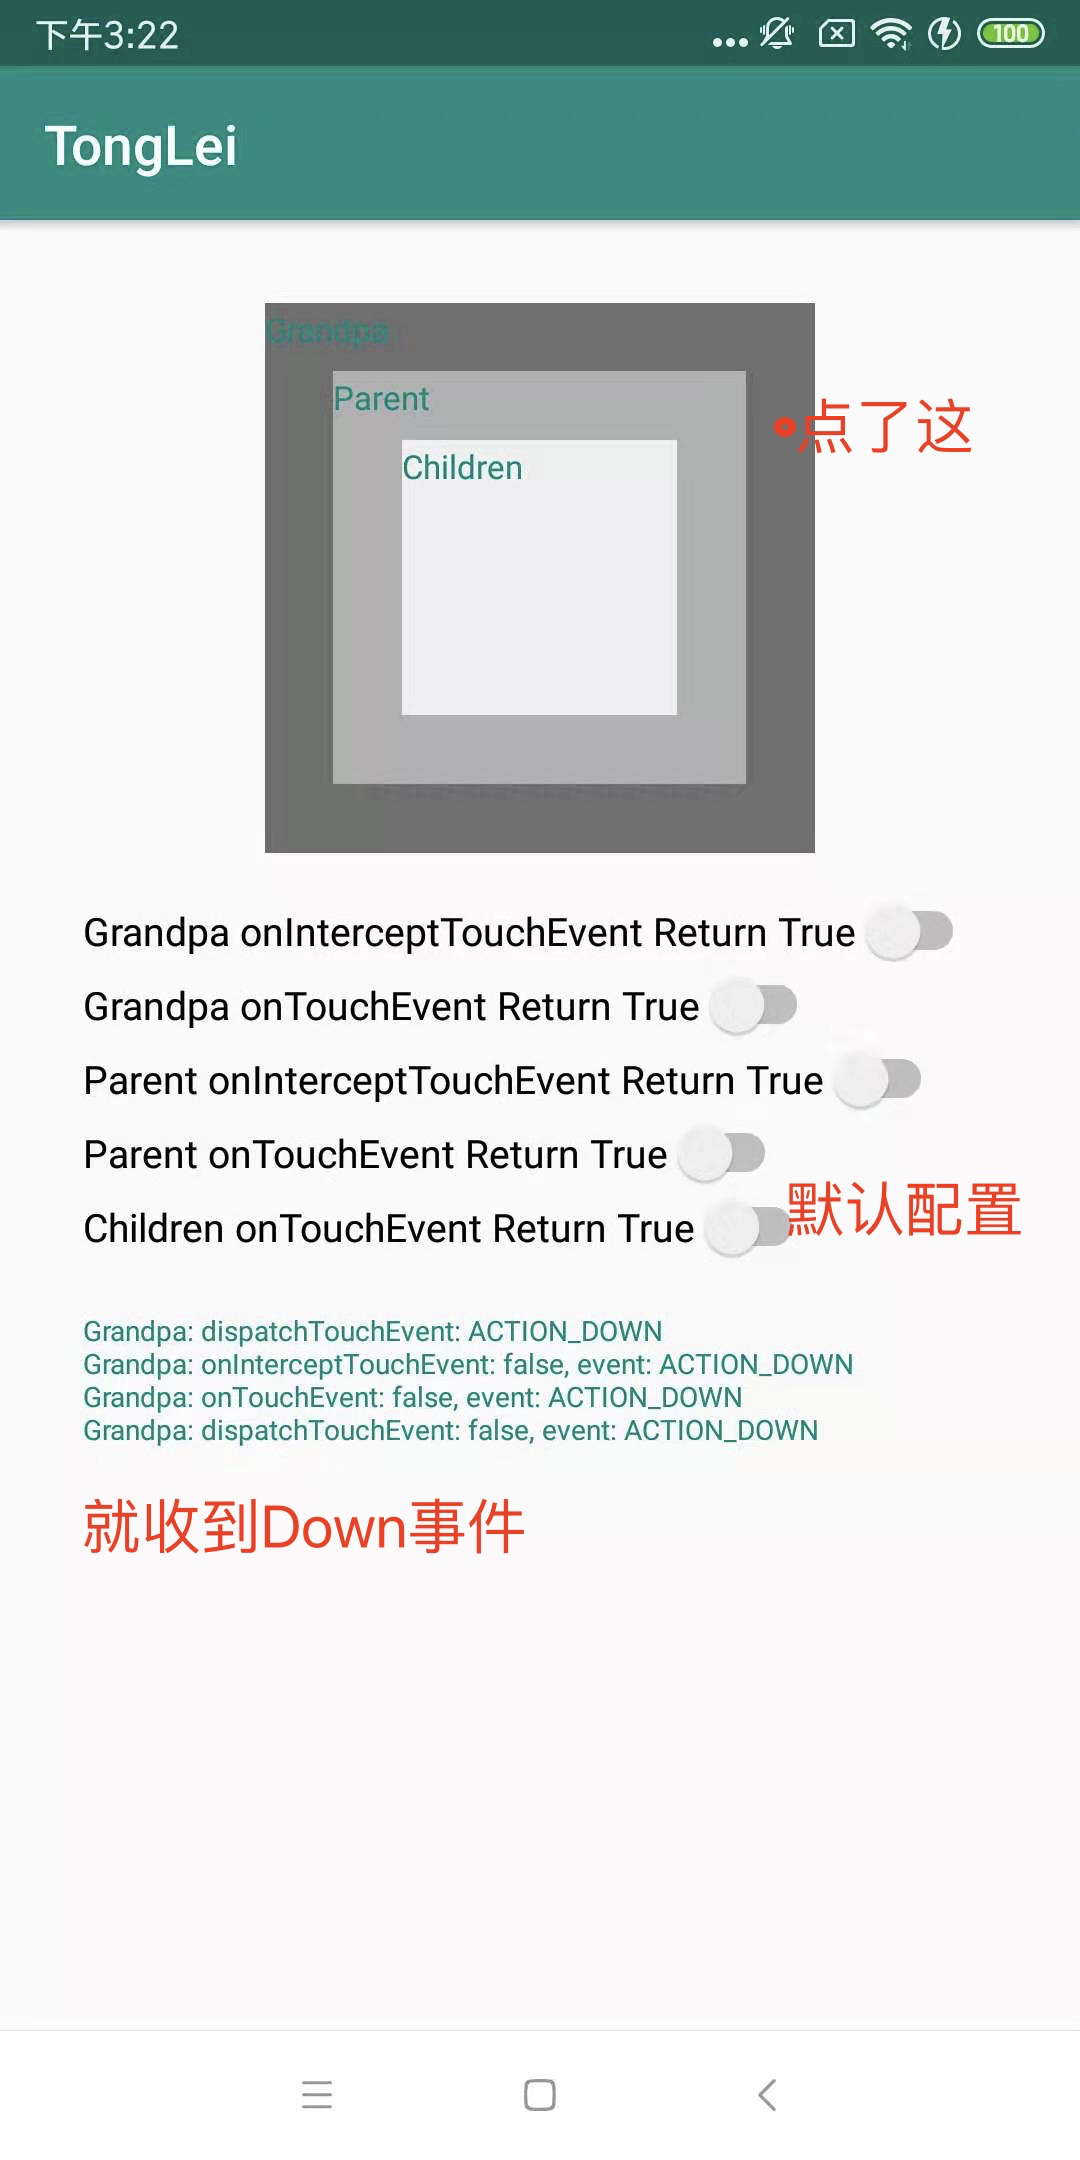 下午3:22
100
TongLei
Grandpa
Parent
点了这
Children
Grandpa onInterceptTouchEvent Return True
Grandpa onTouchEvent Return True
Parent onInterceptTouchEvent Return True
Parent onTouchEvent Return True
Children onTouchEvent Return True
默认配置
Grandpa: dispatchTouchEvent: ACTION_DOWN
Grandpa: onInterceptTouchEvent: false, event: ACTION_DOWN
Grandpa: onTouchEvent: false, event: ACTION_DOWN
Grandpa: dispatchTouchEvent: false, event: ACTION_DOWN
就收到Down事件